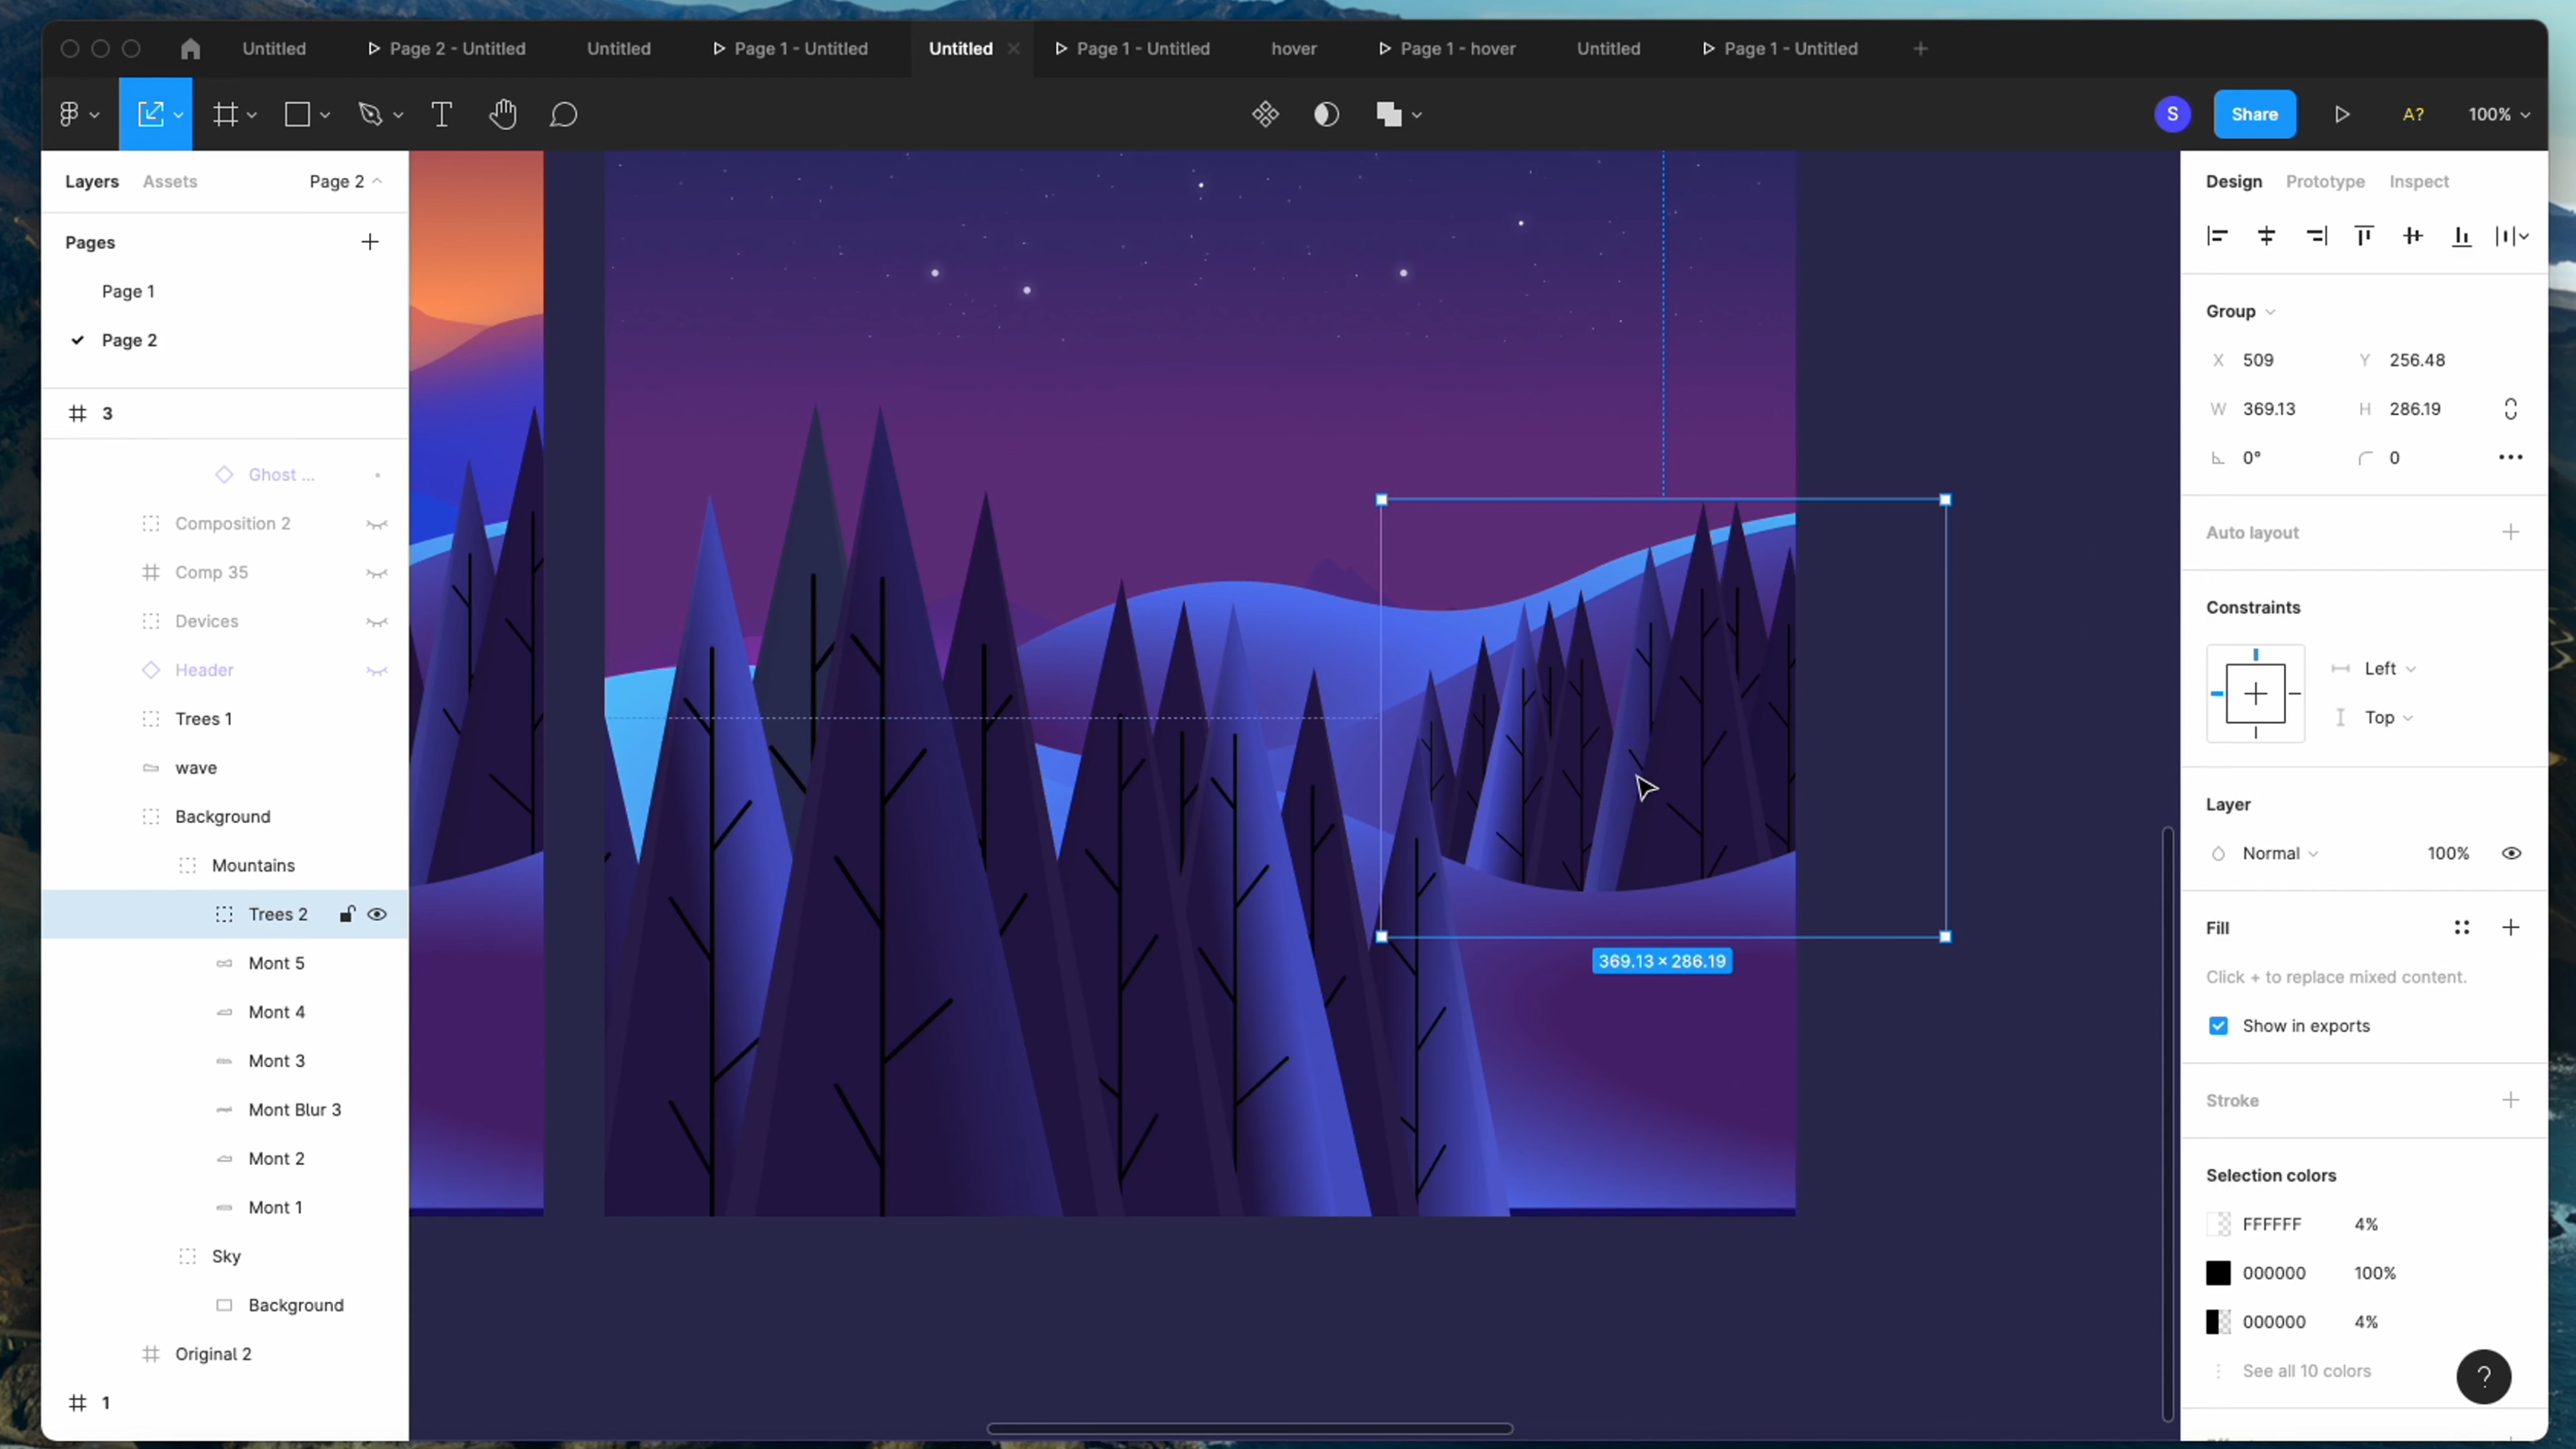 Untitled
Page 2 - Untitled
Untitled
Page 1 - Untitled
Untitled
Page 1 - Untitled
hover
Page 1 - hover
Untitled
Page 1 - Untitled
S
Share
A?
100%
Layers
Assets
Page 2
Pages
Page 1
Page 2
3
Ghost ...
Composition 2
Comp 35
Devices
Header
Trees 1
wave
Background
Mountains
Trees 2
Mont 5
Mont 4
Mont 3
Mont Blur 3
Mont 2
Mont 1
Sky
Background
Original 2
1
369.13 × 286.19
Design
Prototype
Inspect
Group
X 509
Y 256.48
W 369.13
H 286.19
0°
0
Auto layout
Constraints
Left
Top
Layer
Normal
100%
Fill
Click + to replace mixed content.
Show in exports
Stroke
Selection colors
FFFFFF 4%
000000 100%
000000 4%
See all 10 colors
?